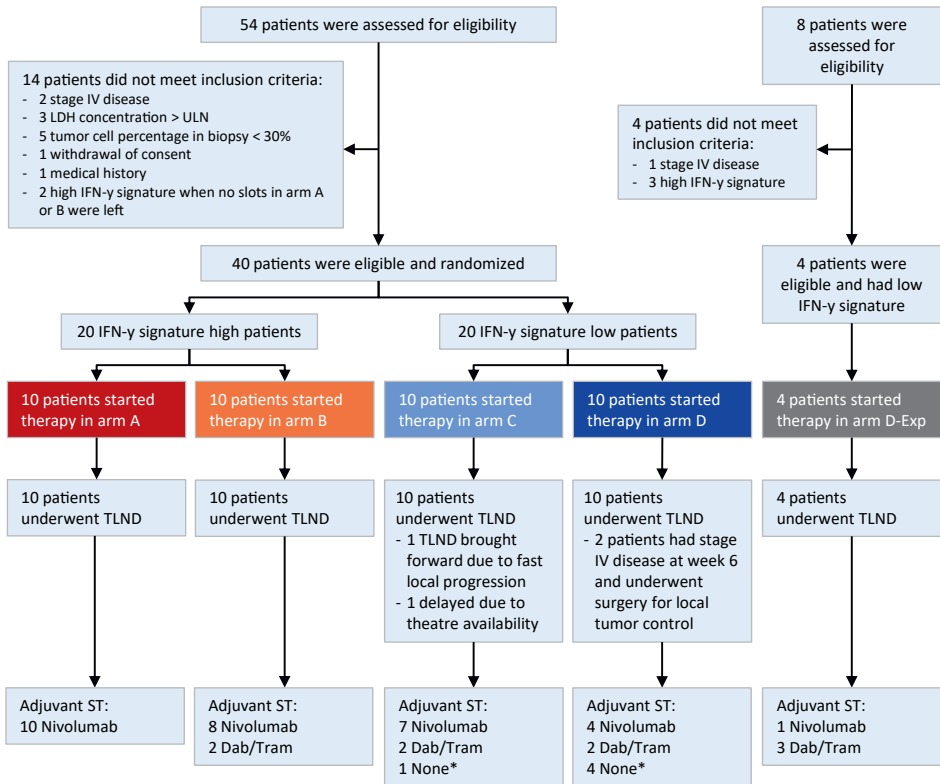 54 patients were assessed for eligibility
8 patients were
assessed for
eligibility
14 patients did not meet inclusion criteria:
- 2 stage IV disease
- 3 LDH concentration > ULN
- 5 tumor cell percentage in biopsy < 30%
- 1 withdrawal of consent
- 1 medical history
- 2 high IFN-y signature when no slots in arm A
or B were left
4 patients did not meet
inclusion criteria:
- 1 stage IV disease
- 3 high IFN-y signature
40 patients were eligible and randomized
4 patients were
eligible and had low
IFN-y signature
20 IFN-y signature high patients
20 IFN-y signature low patients
10 patients started
therapy in arm A
10 patients started
therapy in arm B
10 patients started
therapy in arm C
10 patients started
therapy in arm D
4 patients started
therapy in arm D-Exp
10 patients
underwent TLND
10 patients
underwent TLND
10 patients
underwent TLND
- 1 TLND brought
forward due to fast
local progression
- 1 delayed due to
theatre availability
10 patients
underwent TLND
- 2 patients had stage
IV disease at week 6
and underwent
surgery for local
tumor control
4 patients
underwent TLND
Adjuvant ST:
10 Nivolumab
Adjuvant ST:
8 Nivolumab
2 Dab/Tram
Adjuvant ST:
7 Nivolumab
2 Dab/Tram
1 None*
Adjuvant ST:
4 Nivolumab
2 Dab/Tram
4 None*
Adjuvant ST:
1 Nivolumab
3 Dab/Tram